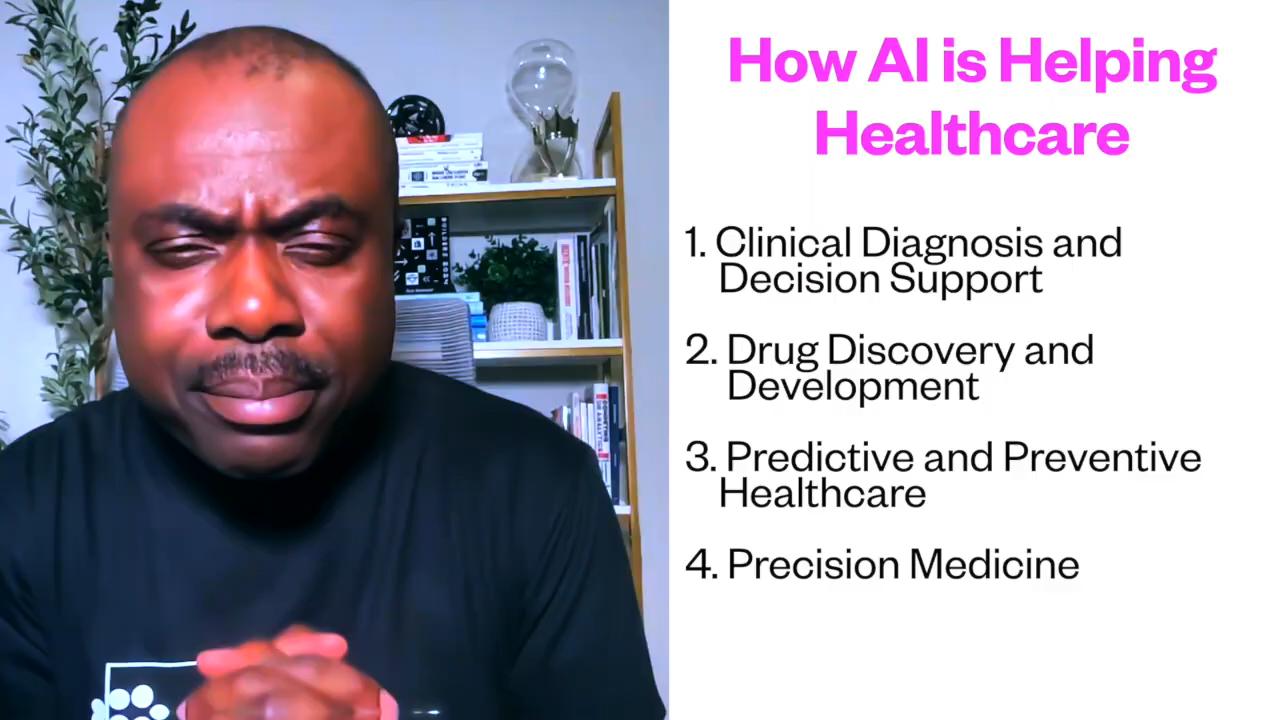 How AI is Helping
Healthcare
1. Clinical Diagnosis and
Decision Support
2. Drug Discovery and
Development
3. Predictive and Preventive
Healthcare
4. Precision Medicine